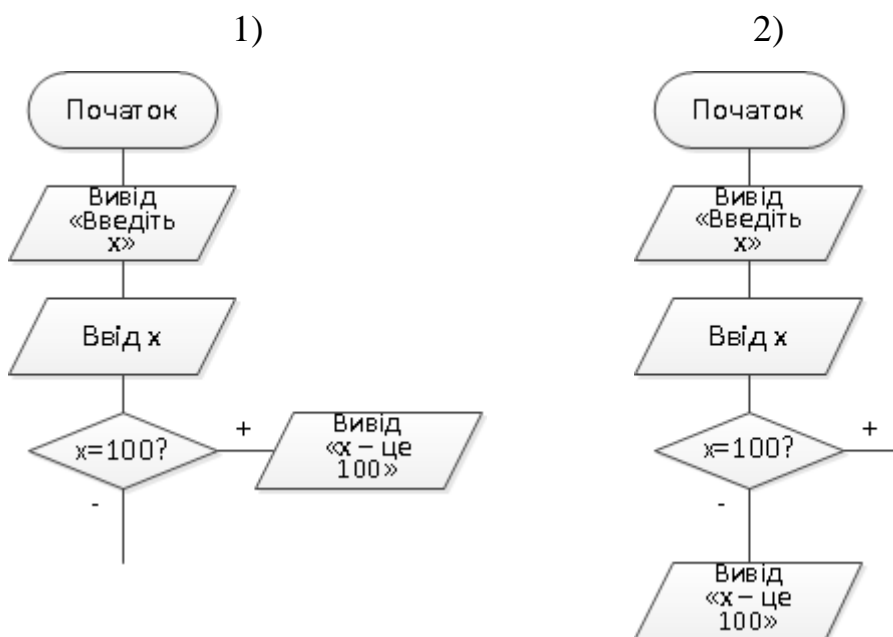 1)
Початок
Вивід
«Введіть
x»
Ввід x
x=100?
+
-
Вивід
«x – це
100»
2)
Початок
Вивід
«Введіть
x»
Ввід x
x=100?
+
-
Вивід
«x – це
100»